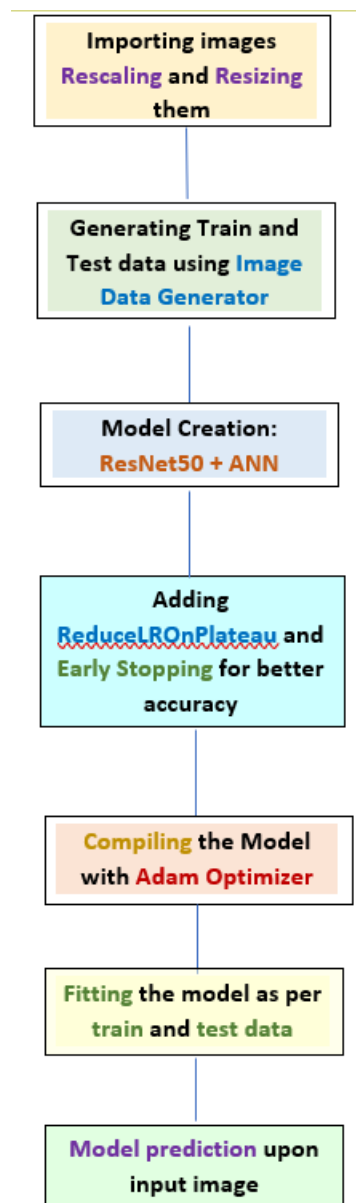 Importing images
Rescaling and Resizing
them
Generating Train and
Test data using Image
Data Generator
Model Creation:
ResNet50 + ANN
Adding
ReduceLROnPlateau and
Early Stopping for better
accuracy
Compiling the Model
with Adam Optimizer
Fitting the model as per
train and test data
Model prediction upon
input image